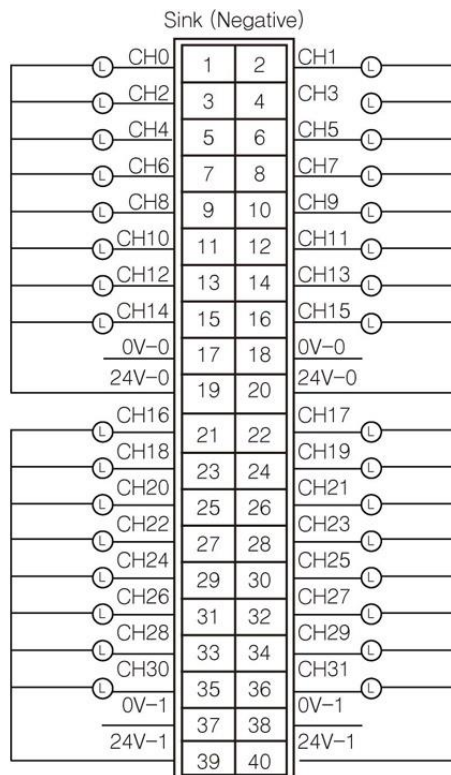 Sink (Negative)
CH0 1 2 CH1
L L
CH2 3 4 CH3
L L
CH4 5 6 CH5
L L
CH6 7 8 CH7
L L
CH8 9 10 CH9
L L
CH10 11 12 CH11
L L
CH12 13 14 CH13
L L
CH14 15 16 CH15
L L
0V-0 17 18 0V-0
24V-0 19 20 24V-0
CH16 21 22 CH17
L L
CH18 23 24 CH19
L L
CH20 25 26 CH21
L L
CH22 27 28 CH23
L L
CH24 29 30 CH25
L L
CH26 31 32 CH27
L L
CH28 33 34 CH29
L L
CH30 35 36 CH31
L L
0V-1 37 38 0V-1
24V-1 39 40 24V-1